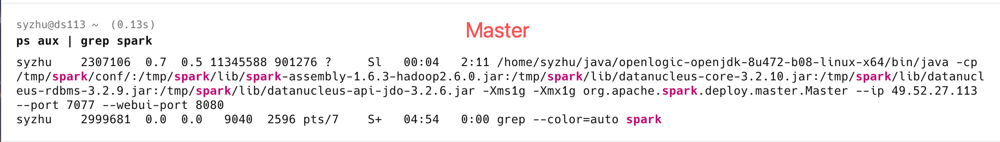 syzhu@ds113 ~  (0.13s)
Master
ps aux | grep spark
syzhu    2307106  0.7  0.5 11345588 901276 ?     Sl   00:04   2:11 /home/syzhu/java/openlogic-openjdk-8u472-b08-linux-x64/bin/java -cp
/tmp/spark/conf/:/tmp/spark/lib/spark-assembly-1.6.3-hadoop2.6.0.jar:/tmp/spark/lib/datanucleus-core-3.2.10.jar:/tmp/spark/lib/datanucl
eus-rdbms-3.2.9.jar:/tmp/spark/lib/datanucleus-api-jdo-3.2.6.jar -Xms1g -Xmx1g org.apache.spark.deploy.master.Master --ip 49.52.27.113
--port 7077 --webui-port 8080
syzhu    2999681  0.0  0.0   9040  2596 pts/7    S+   04:54   0:00 grep --color=auto spark